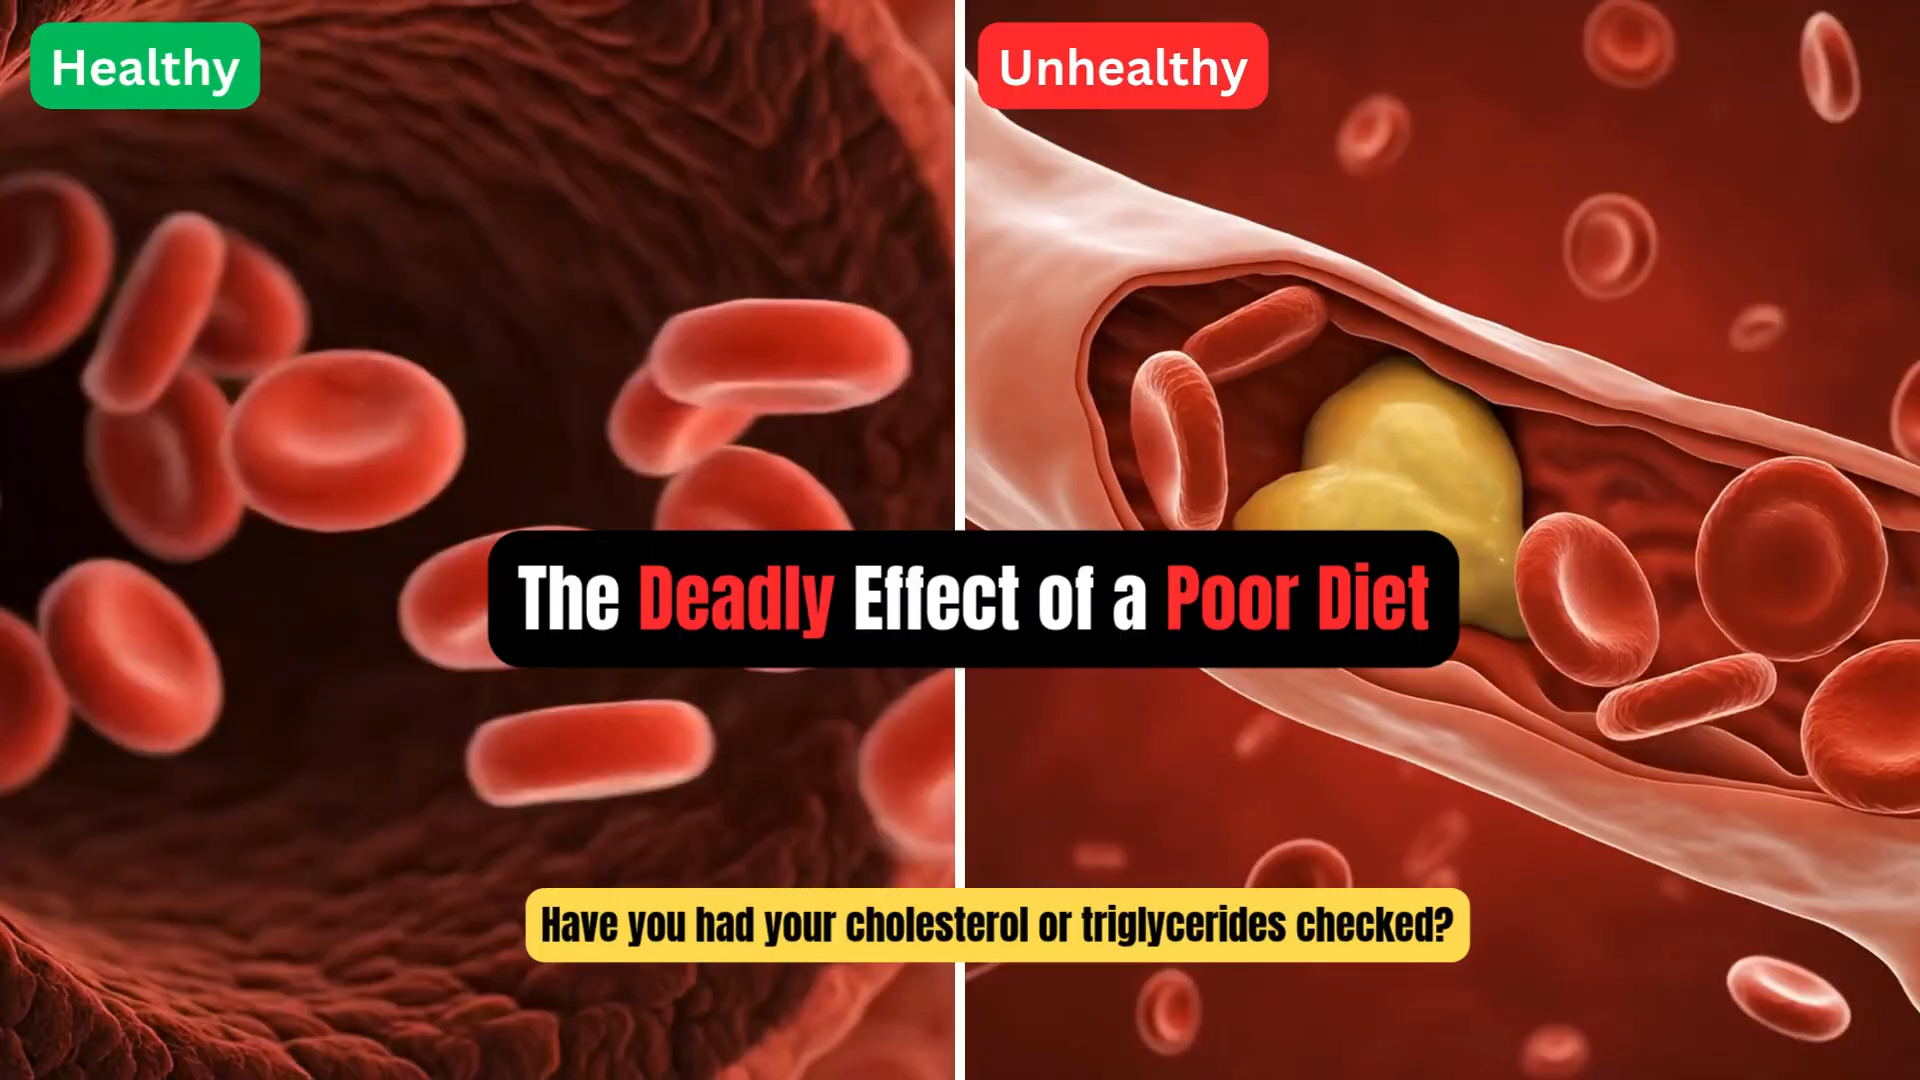 Healthy
Unhealthy
The Deadly Effect of a Poor Diet
Have you had your cholesterol or triglycerides checked?